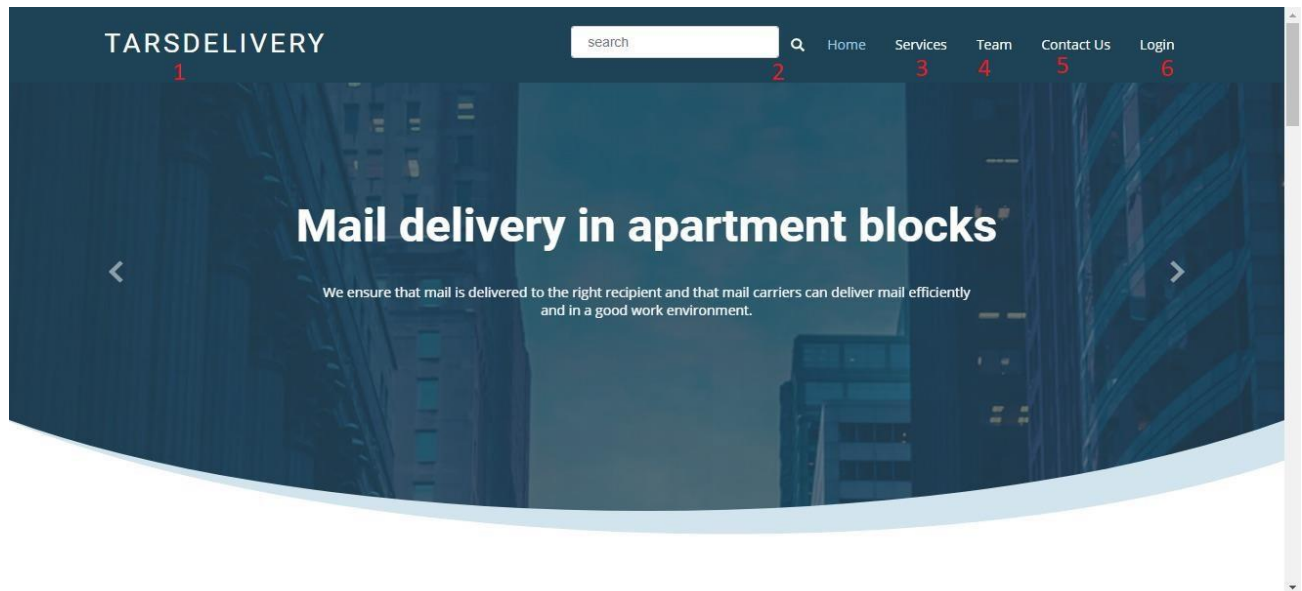 TARSDELIVERY
search
Home Services Team Contact Us Login
1 2 3 4 5 6
Mail delivery in apartment blocks
We ensure that mail is delivered to the right recipient and that mail carriers can deliver mail efficiently
and in a good work environment.